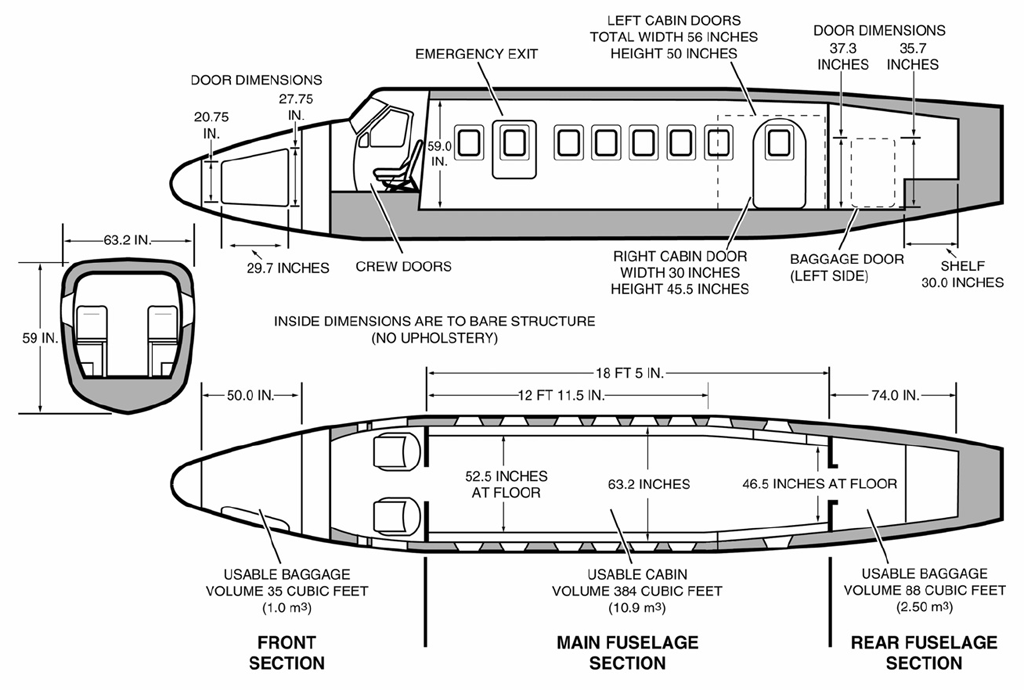 LEFT CABIN DOORS
TOTAL WIDTH 56 INCHES
HEIGHT 50 INCHES
DOOR DIMENSIONS
37.3
INCHES
35.7
INCHES
EMERGENCY EXIT
DOOR DIMENSIONS
27.75
IN.
20.75
IN.
59.0
IN.
63.2 IN.
29.7 INCHES
CREW DOORS
RIGHT CABIN DOOR
WIDTH 30 INCHES
HEIGHT 45.5 INCHES
BAGGAGE DOOR
(LEFT SIDE)
SHELF
30.0 INCHES
59 IN.
INSIDE DIMENSIONS ARE TO BARE STRUCTURE
(NO UPHOLSTERY)
18 FT 5 IN.
50.0 IN.
12 FT 11.5 IN.
74.0 IN.
52.5 INCHES
AT FLOOR
63.2 INCHES
46.5 INCHES AT FLOOR
USABLE BAGGAGE
VOLUME 35 CUBIC FEET
(1.0 m³)
USABLE CABIN
VOLUME 384 CUBIC FEET
(10.9 m³)
USABLE BAGGAGE
VOLUME 88 CUBIC FEET
(2.50 m³)
FRONT
SECTION
MAIN FUSELAGE
SECTION
REAR FUSELAGE
SECTION